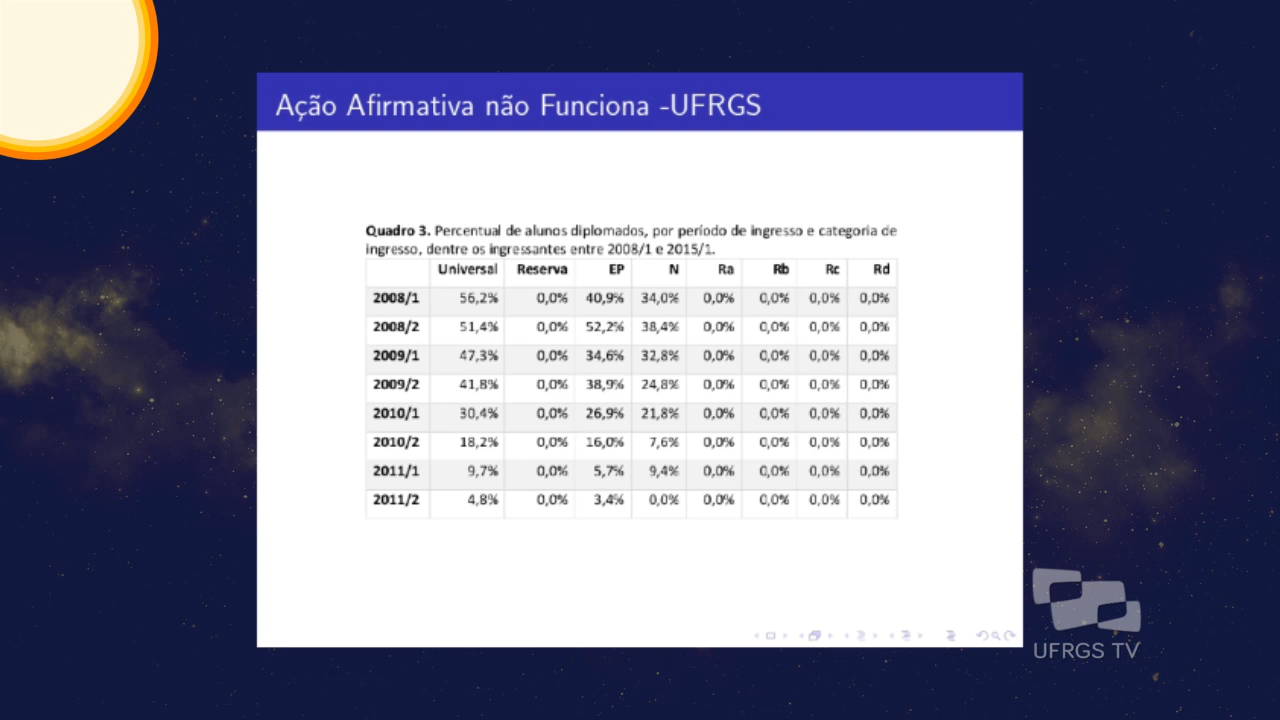 Ação Afirmativa não Funciona -UFRGS
Quadro 3. Percentual de alunos diplomados, por período de ingresso e categoria de
ingresso, dentre os ingressantes entre 2008/1 e 2015/1.
Universal Reserva EP N Ra Rb Rc Rd
2008/1 56,2% 0,0% 40,9% 34,0% 0,0% 0,0% 0,0% 0,0%
2008/2 51,4% 0,0% 52,2% 38,4% 0,0% 0,0% 0,0% 0,0%
2009/1 47,3% 0,0% 34,6% 32,8% 0,0% 0,0% 0,0% 0,0%
2009/2 41,8% 0,0% 38,9% 24,8% 0,0% 0,0% 0,0% 0,0%
2010/1 30,4% 0,0% 26,9% 21,8% 0,0% 0,0% 0,0% 0,0%
2010/2 18,2% 0,0% 16,0% 7,6% 0,0% 0,0% 0,0% 0,0%
2011/1 9,7% 0,0% 5,7% 9,4% 0,0% 0,0% 0,0% 0,0%
2011/2 4,8% 0,0% 3,4% 0,0% 0,0% 0,0% 0,0% 0,0%
UFRGS TV